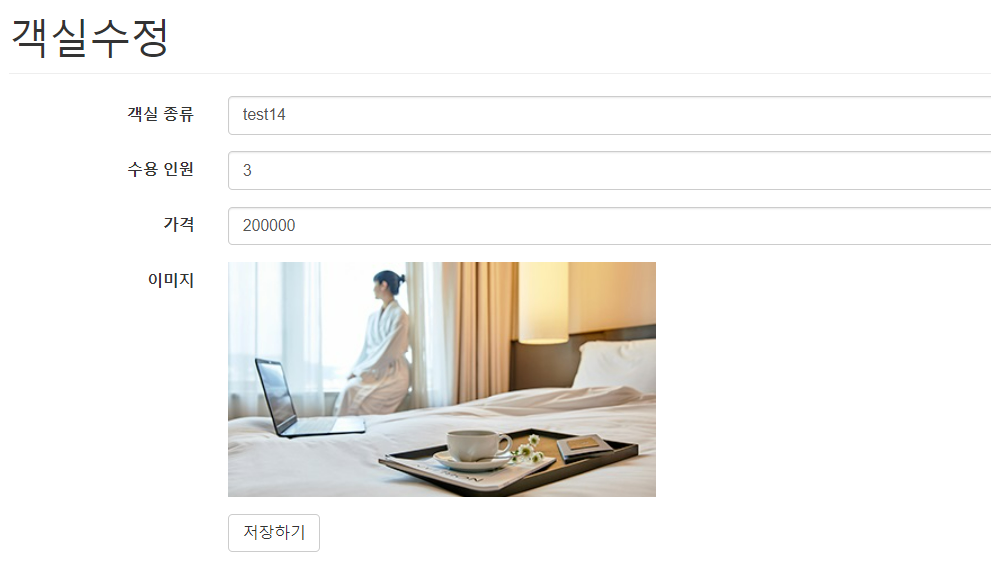 객실수정
객실 종류 test14
수용 인원 3
가격 200000
이미지
저장하기